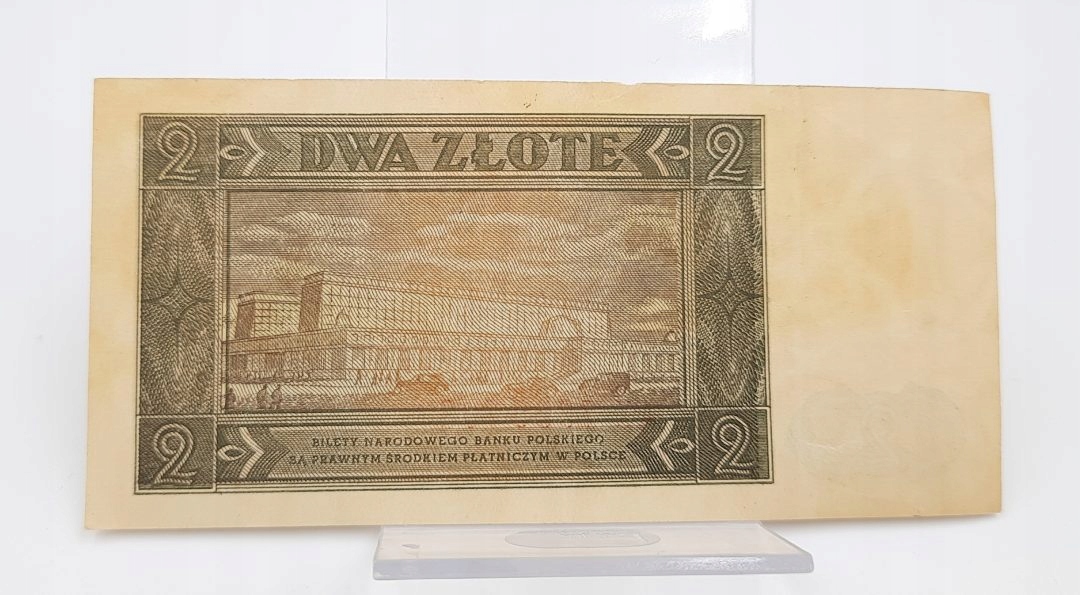 2 DWA ZŁOTE 2
2 BILETY NARODOWEGO BANKU POLSKIEGO 2
SĄ PRAWNYM ŚRODKIEM PŁATNICZYM W POLSCE